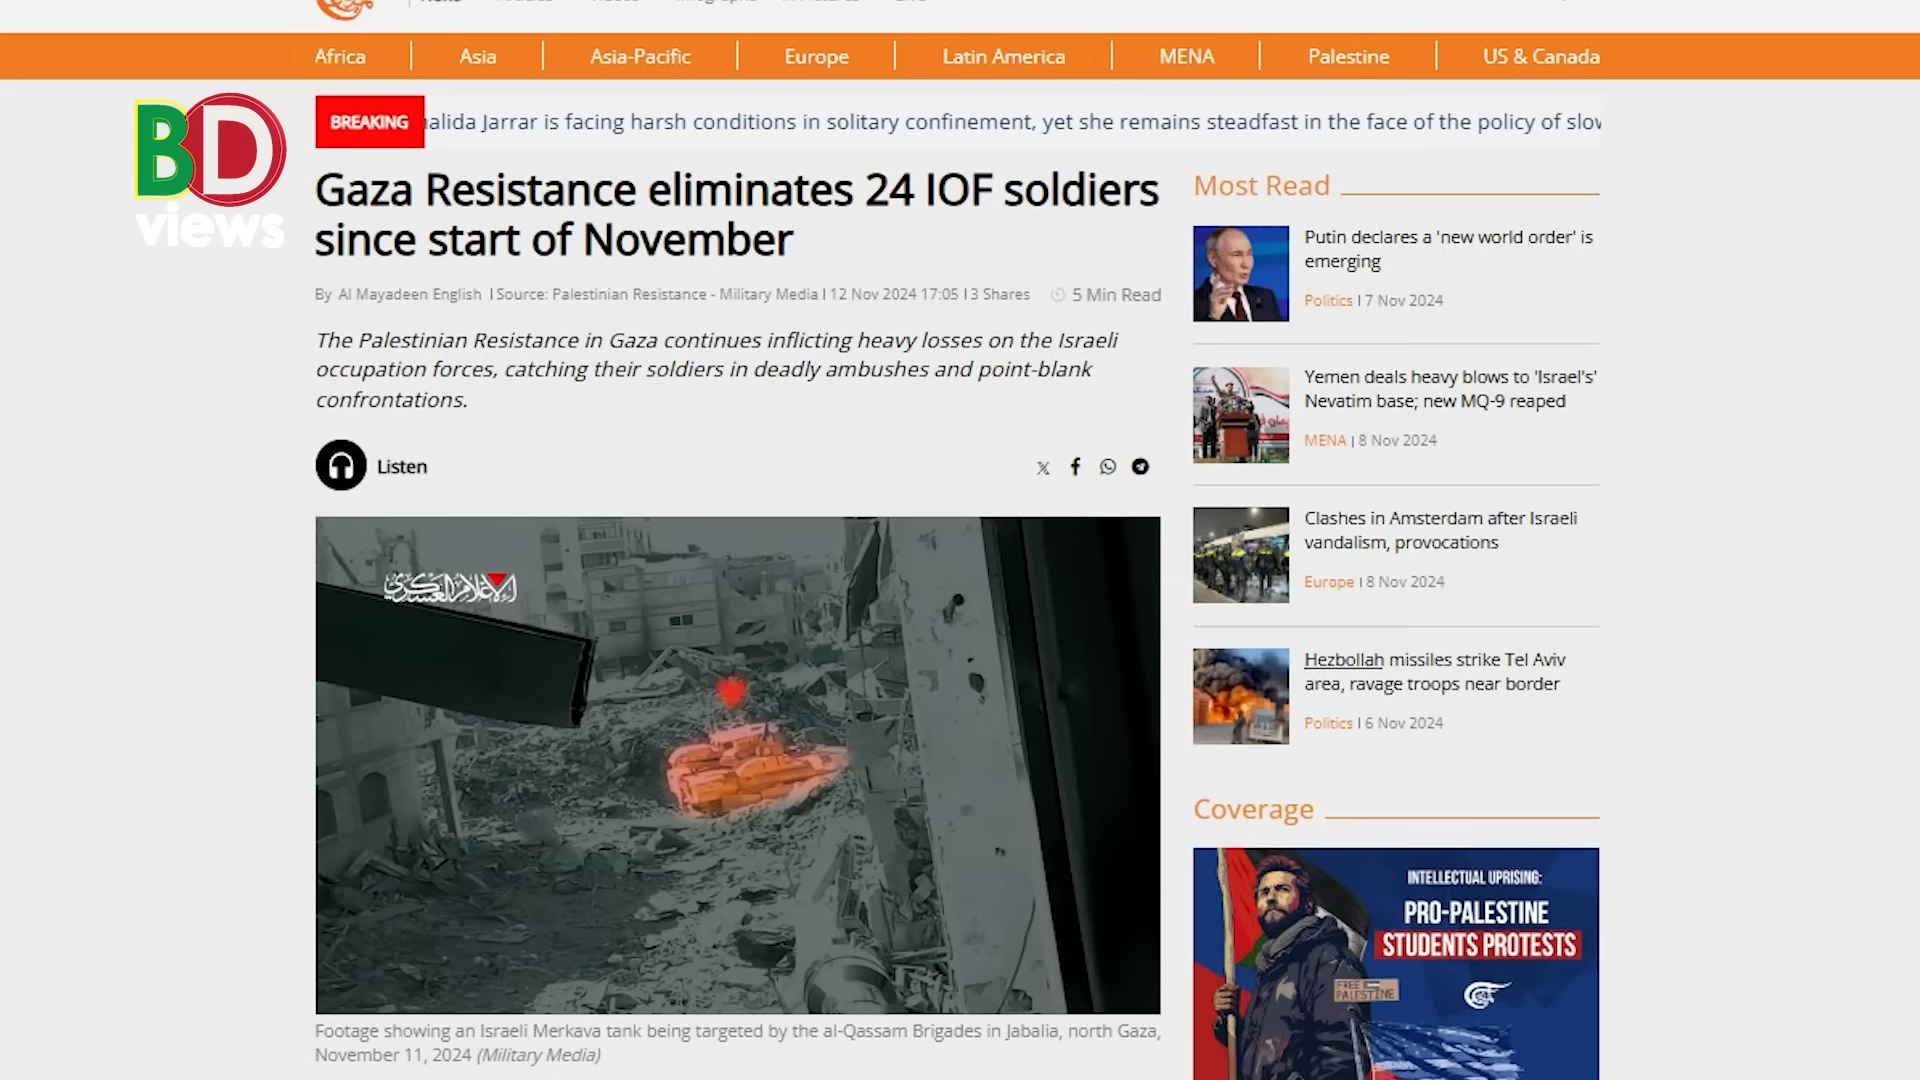 Africa
Asia
Asia-Pacific
Europe
Latin America
MENA
Palestine
US & Canada
BD
views
BREAKING
Jarrar is facing harsh conditions in solitary confinement, yet she remains steadfast in the face of the policy of
Gaza Resistance eliminates 24 IOF soldiers
since start of November
By Al Mayadeen English | Source: Palestinian Resistance - Military Media | 12 Nov 2024 17:05 | 3 Shares
5 Min Read
The Palestinian Resistance in Gaza continues inflicting heavy losses on the Israeli
occupation forces, catching their soldiers in deadly ambushes and point-blank
confrontations.
Listen
الإعلام العسكري
Footage showing an Israeli Merkava tank being targeted by the al-Qassam Brigades in Jabalia, north Gaza,
November 11, 2024 (Military Media)
Most Read
Putin declares a 'new world order' is
emerging
Politics | 7 Nov 2024
Yemen deals heavy blows to 'Israel's'
Nevatim base; new MQ-9 reaped
MENA | 8 Nov 2024
Clashes in Amsterdam after Israeli
vandalism, provocations
Europe | 8 Nov 2024
Hezbollah missiles strike Tel Aviv
area, ravage troops near border
Politics | 6 Nov 2024
Coverage
INTELLECTUAL UPRISING:
PRO-PALESTINE
STUDENTS PROTESTS
FREE
PALESTINE